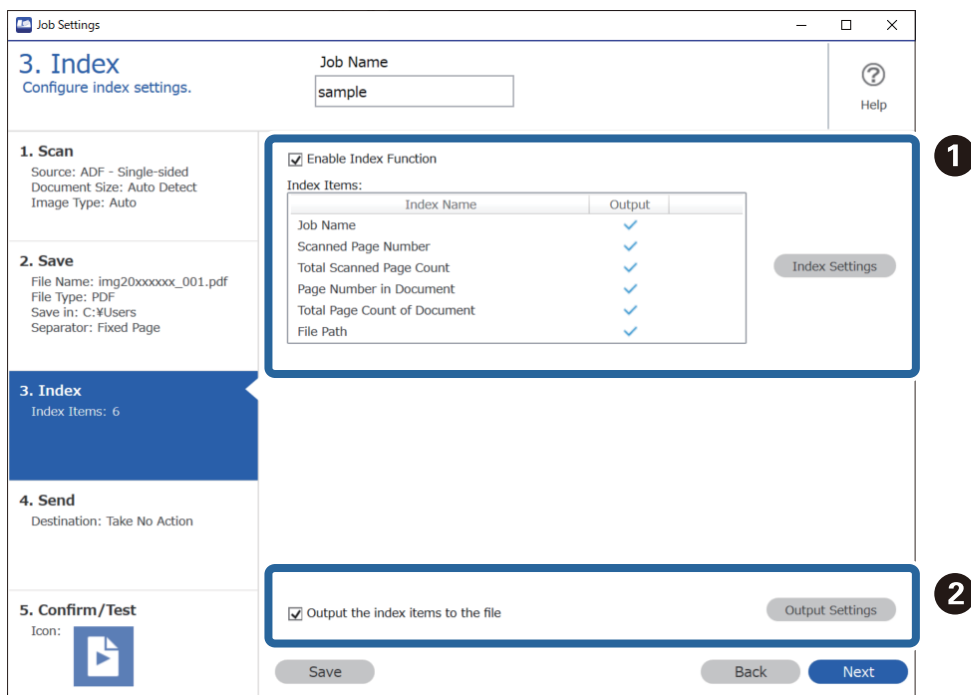 Job Settings
3. Index
Configure index settings.
Job Name
sample
Help
1. Scan
Source: ADF - Single-sided
Document Size: Auto Detect
Image Type: Auto
2. Save
File Name: img20xxxxxx_001.pdf
File Type: PDF
Save in: C:¥Users
Separator: Fixed Page
3. Index
Index Items: 6
4. Send
Destination: Take No Action
5. Confirm/Test
Icon:
Enable Index Function
Index Items:
Index Name Output
Job Name
Scanned Page Number
Total Scanned Page Count
Page Number in Document
Total Page Count of Document
File Path
Index Settings
1
Output the index items to the file
Output Settings
2
Save Back Next